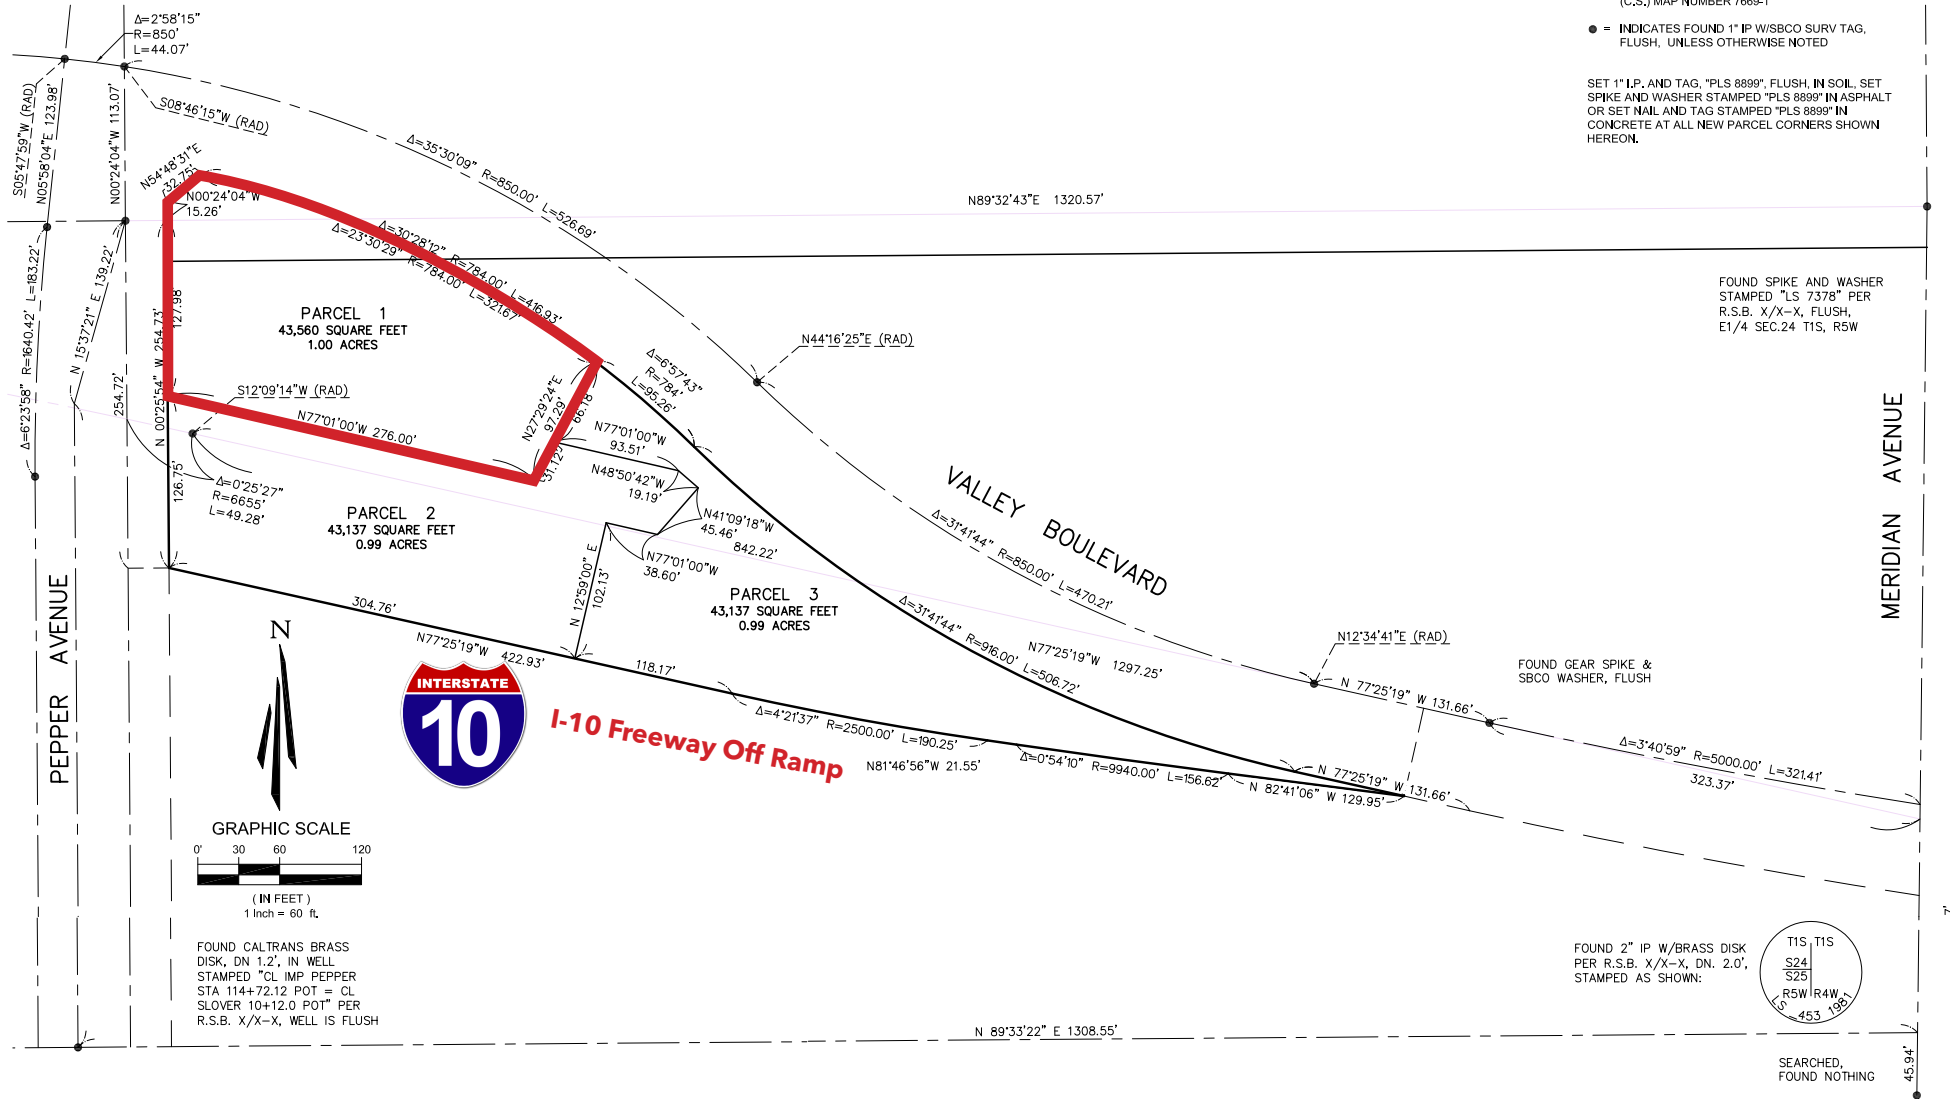 (C.S.) MAP NUMBER 7669-1
● = INDICATES FOUND 1" IP W/SBCO SURV TAG,
FLUSH, UNLESS OTHERWISE NOTED
SET 1" I.P. AND TAG, "PLS 8899", FLUSH, IN SOIL, SET
SPIKE AND WASHER STAMPED "PLS 8899" IN ASPHALT
OR SET NAIL AND TAG STAMPED "PLS 8899" IN
CONCRETE AT ALL NEW PARCEL CORNERS SHOWN
HEREON.
Δ=2°58'15"
R=850'
L=44.07'
S05°47'59"W (RAD)
N05°58'04"E 123.98'
N00°24'04"W 113.07'
S08°46'15"W (RAD)
N54°48'31"E
32.75'
N00°24'04"W
15.26'
Δ=35°30'09" R=850.00' L=526.69'
N89°32'43"E 1320.57'
Δ=30°28'12" R=784.00' L=416.93'
Δ=23°30'29" R=784.00' L=321.67'
Δ=6°23'58" R=1640.42' L=183.22'
N 15°37'21" E 139.22'
254.72'
N 00°25'54" W 254.73'
127.98
126.75'
PARCEL 1
43,560 SQUARE FEET
1.00 ACRES
FOUND SPIKE AND WASHER
STAMPED "LS 7378" PER
R.S.B. X/X-X, FLUSH,
E1/4 SEC.24 T1S, R5W
N44°16'25"E (RAD)
Δ=6°57'43"
R=784'
L=95.26'
S12°09'14"W (RAD)
N77°01'00"W 276.00'
N27°29'24"E
97.29'
66.18'
31.12'
N77°01'00"W
93.51'
N48°50'42"W
19.19'
N41°09'18"W
45.46'
842.22'
N77°01'00"W
38.60'
Δ=0°25'27"
R=6655'
L=49.28'
PARCEL 2
43,137 SQUARE FEET
0.99 ACRES
VALLEY BOULEVARD
MERIDIAN AVENUE
PEPPER AVENUE
Δ=31°41'44" R=850.00' L=470.21'
N 12°59'00" E
102.13'
PARCEL 3
43,137 SQUARE FEET
0.99 ACRES
Δ=31°41'44" R=916.00' L=506.72'
N77°25'19"W 1297.25'
N12°34'41"E (RAD)
304.76'
N77°25'19"W 422.93'
118.17'
N
INTERSTATE
10
I-10 Freeway Off Ramp
Δ=4°21'37" R=2500.00' L=190.25'
N81°46'56"W 21.55'
Δ=0°54'10" R=9940.00' L=156.62'
N 82°41'06" W 129.95'
N 77°25'19" W 131.66'
N 77°25'19" W 131.66'
FOUND GEAR SPIKE &
SBCO WASHER, FLUSH
Δ=3°40'59" R=5000.00' L=321.41'
323.37'
GRAPHIC SCALE
0' 30 60 120
( IN FEET )
1 Inch = 60 ft.
FOUND CALTRANS BRASS
DISK, DN 1.2', IN WELL
STAMPED "CL IMP PEPPER
STA 114+72.12 POT = CL
SLOVER 10+12.0 POT" PER
R.S.B. X/X-X, WELL IS FLUSH
FOUND 2" IP W/BRASS DISK
PER R.S.B. X/X-X, DN. 2.0',
STAMPED AS SHOWN:
T1S T1S
S24
S25
R5W R4W
LS 453 1981
7'
N 89°33'22" E 1308.55'
SEARCHED,
FOUND NOTHING
45.94'